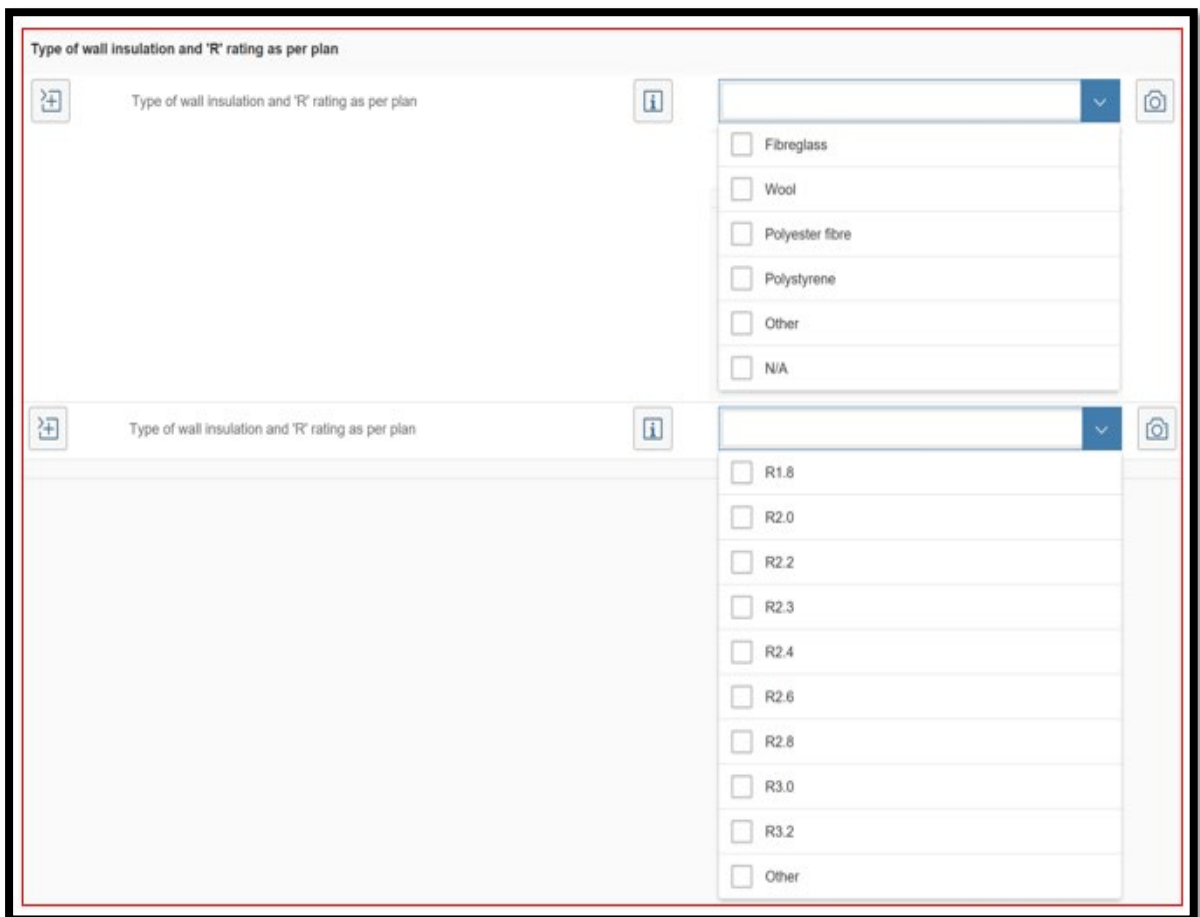 Type of wall insulation and 'R' rating as per plan
Type of wall insulation and 'R' rating as per plan
Fibreglass
Wool
Polyester fibre
Polystyrene
Other
N/A
Type of wall insulation and 'R' rating as per plan
R1.8
R2.0
R2.2
R2.3
R2.4
R2.6
R2.8
R3.0
R3.2
Other